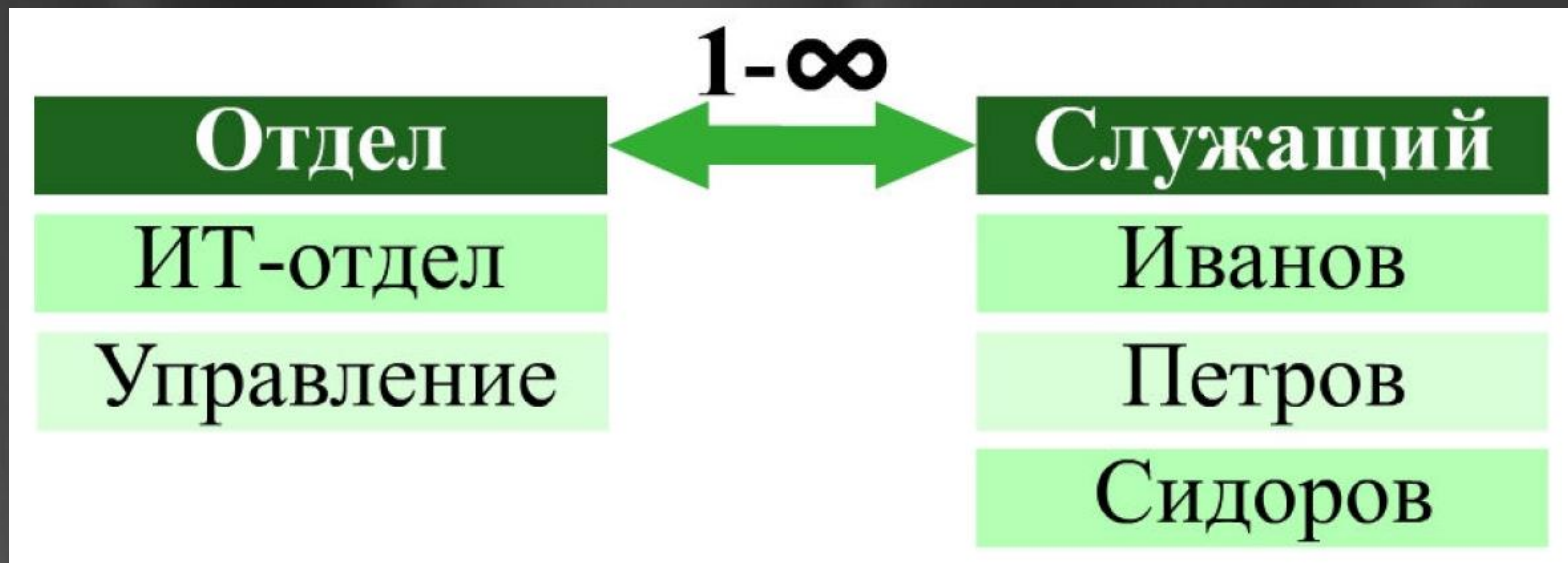 1-∞
Отдел
Служащий
ИТ-отдел
Иванов
Управление
Петров
Сидоров